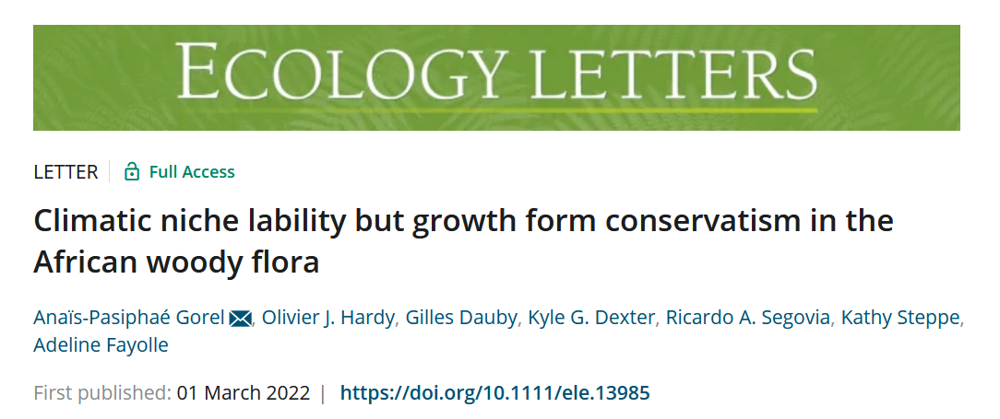 ECOLOGY LETTERS
LETTER Full Access
Climatic niche lability but growth form conservatism in the
African woody flora
Anaïs-Pasiphaé Gorel, Olivier J. Hardy, Gilles Dauby, Kyle G. Dexter, Ricardo A. Segovia, Kathy Steppe,
Adeline Fayolle
First published: 01 March 2022 | https://doi.org/10.1111/ele.13985